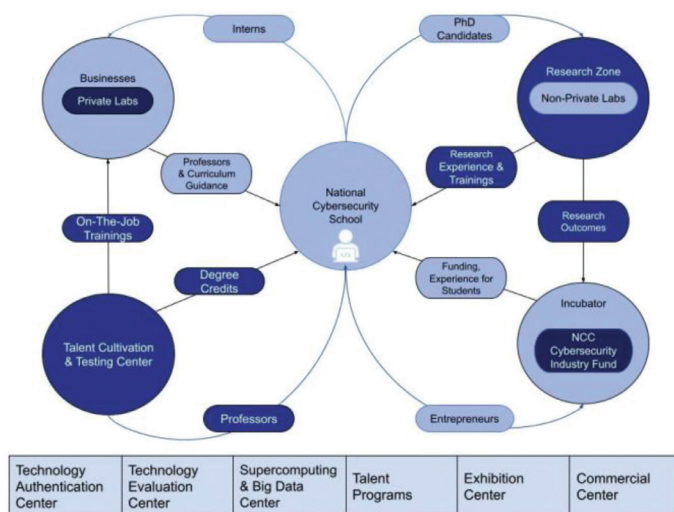 Interns
PhD
Candidates
Businesses
Private Labs
Research Zone
Non-Private Labs
Professors
& Curriculum
Guidance
National
Cybersecurity
School
Research
Experience &
Trainings
On-The-Job
Trainings
Research
Outcomes
Degree
Credits
Funding,
Experience for
Students
Talent Cultivation
& Testing Center
Incubator
NCC
Cybersecurity
Industry Fund
Professors
Entrepreneurs
Technology
Authentication
Center
Technology
Evaluation
Center
Supercomputing
& Big Data
Center
Talent
Programs
Exhibition
Center
Commercial
Center